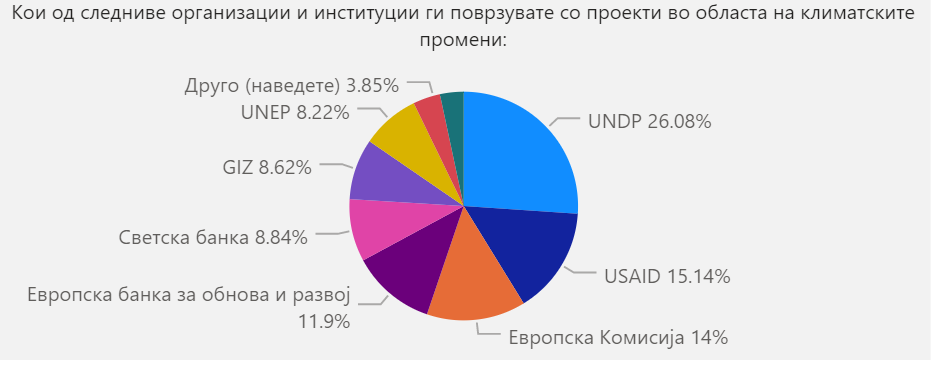 Кои од следниве организации и институции ги поврзувате со проекти во областа на климатските
промени:
Друго (наведете) 3.85%
UNEP 8.22%
UNDP 26.08%
GIZ 8.62%
Светска банка 8.84%
USAID 15.14%
Европска банка за обнова и развој
11.9%
Европска Комисија 14%